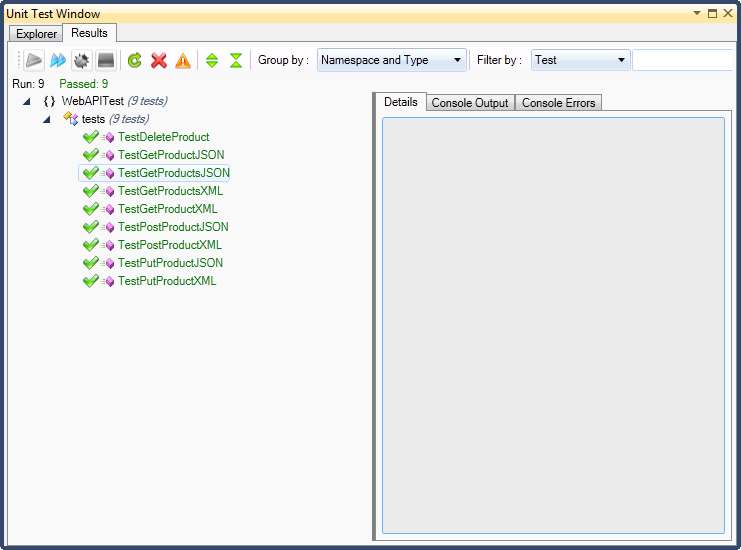 Unit Test Window
Explorer Results
Group by : Namespace and Type Filter by : Test
Run: 9 Passed: 9
{ } WebAPITest (9 tests)
tests (9 tests)
TestDeleteProduct
TestGetProductJSON
TestGetProductsJSON
TestGetProductsXML
TestGetProductXML
TestPostProductJSON
TestPostProductXML
TestPutProductJSON
TestPutProductXML
Details Console Output Console Errors